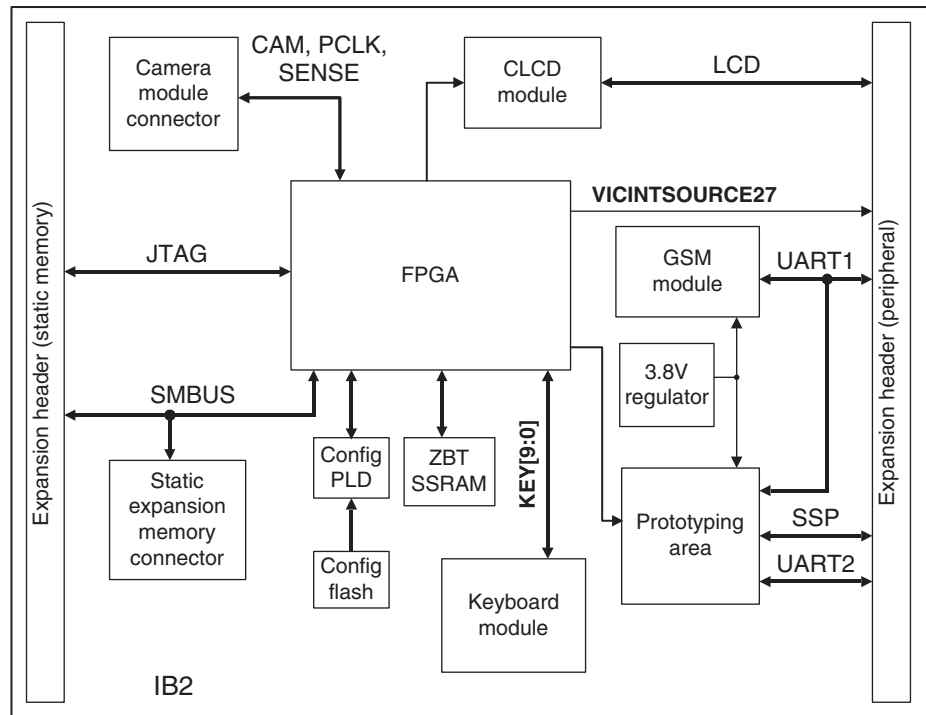 CAM, PCLK,
SENSE
Camera
module
connector
CLCD
module
LCD
Expansion header (static memory)
Expansion header (peripheral)
VICINTSOURCE27
JTAG
FPGA
GSM
module
UART1
3.8V
regulator
SMBUS
KEY[9:0]
Config
PLD
ZBT
SSRAM
Static
expansion
memory
connector
Prototyping
area
SSP
UART2
Config
flash
Keyboard
module
IB2